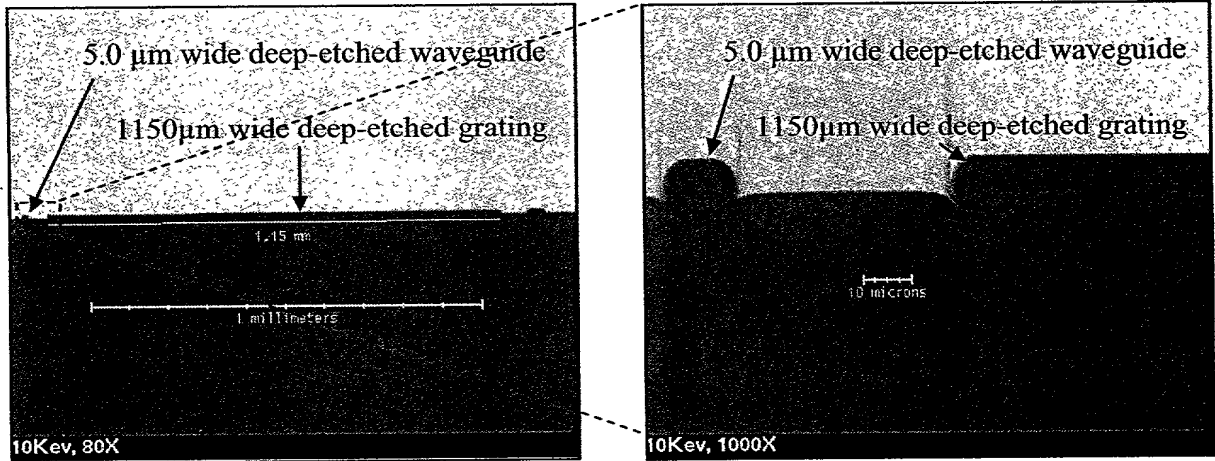 5.0 µm wide deep-etched waveguide
1150µm wide deep-etched grating
1.15 mm
1 millimeters
10Kev, 80X
5.0 µm wide deep-etched waveguide
1150µm wide deep-etched grating
10 microns
10Kev, 1000X